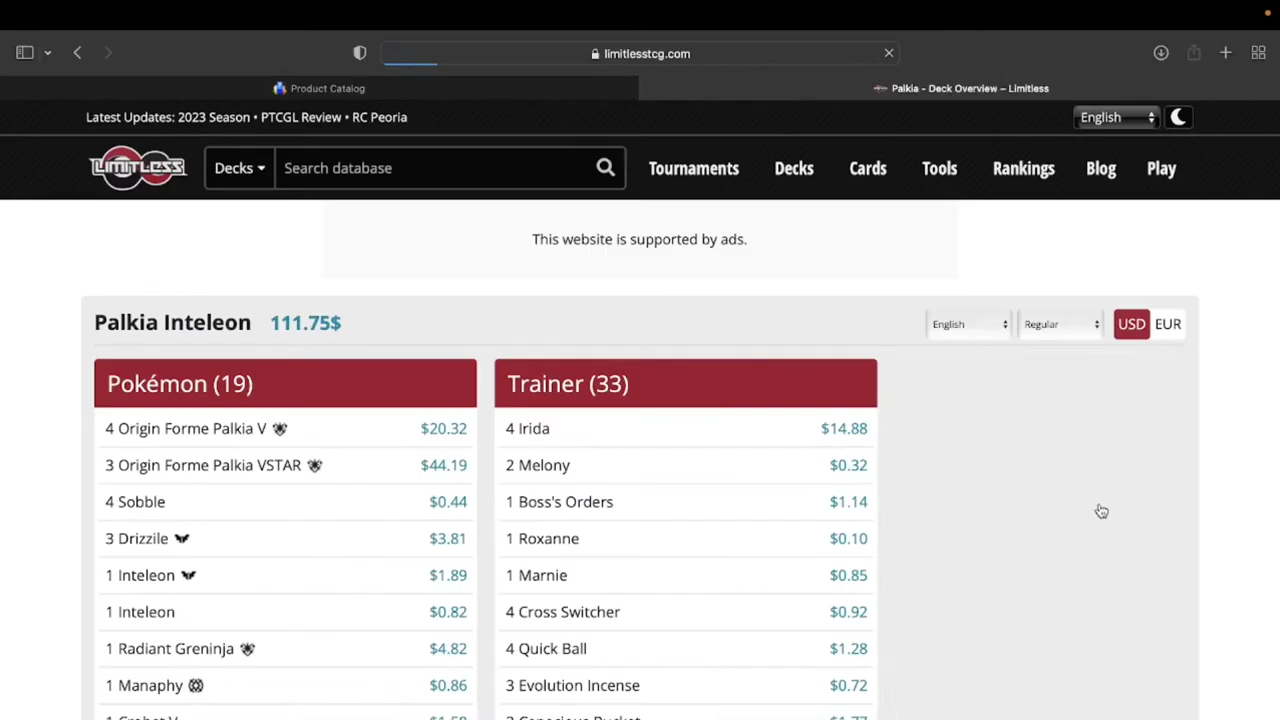 limitlesstcg.com
Product Catalog
Palkia - Deck Overview – Limitless
Latest Updates: 2023 Season • PTCGL Review • RC Peoria
English
LIMITLESS
Decks
Search database
Tournaments
Decks
Cards
Tools
Rankings
Blog
Play
This website is supported by ads.
Palkia Inteleon 111.75$
English
Regular
USD
EUR
Pokémon (19)
4 Origin Forme Palkia V $20.32
3 Origin Forme Palkia VSTAR $44.19
4 Sobble $0.44
3 Drizzile $3.81
1 Inteleon $1.89
1 Inteleon $0.82
1 Radiant Greninja $4.82
1 Manaphy $0.86
1 Crobat V $1.58
Trainer (33)
4 Irida $14.88
2 Melony $0.32
1 Boss's Orders $1.14
1 Roxanne $0.10
1 Marnie $0.85
4 Cross Switcher $0.92
4 Quick Ball $1.28
3 Evolution Incense $0.72